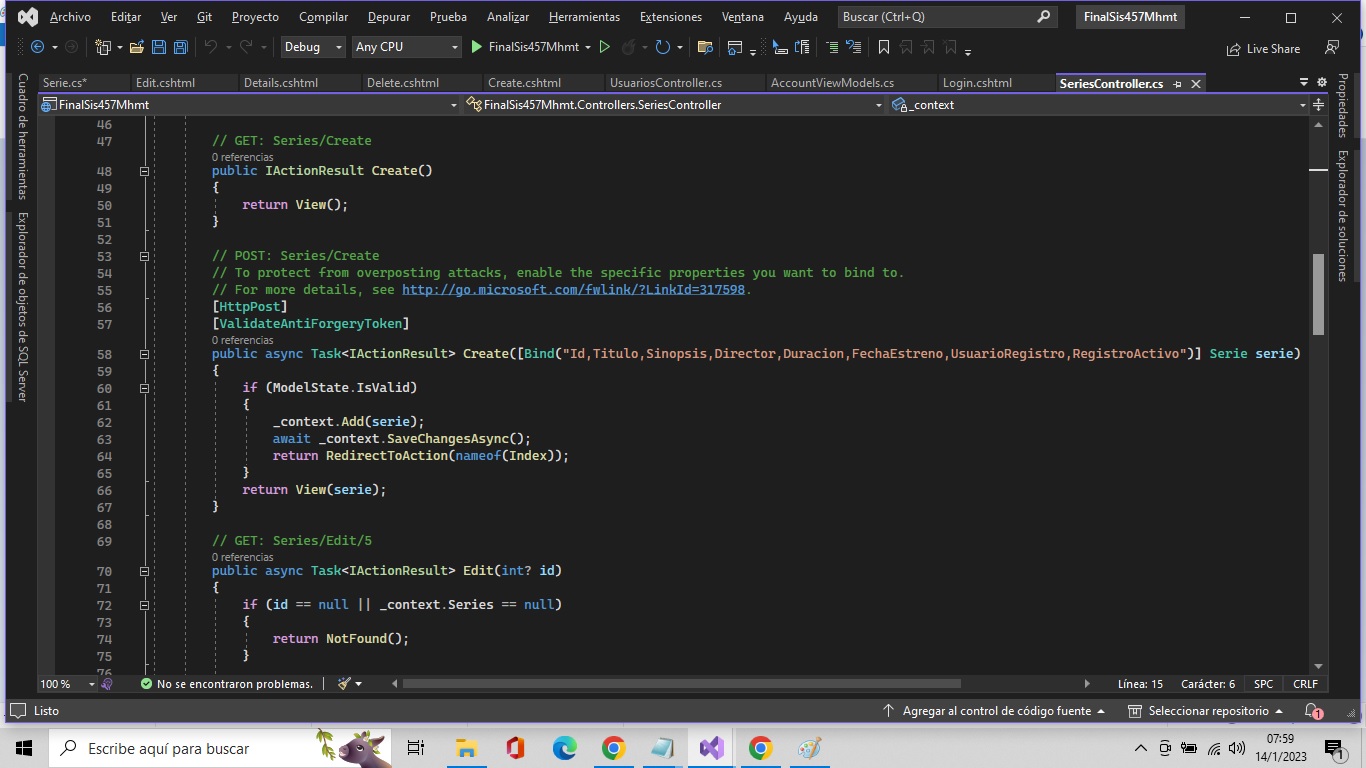 Archivo Editar Ver Git Proyecto Compilar Depurar Prueba Analizar Herramientas Extensiones Ventana Ayuda Buscar (Ctrl+Q) FinalSis457Mhmt
Debug Any CPU FinalSis457Mhmt Live Share
Serie.cs* Edit.cshtml Details.cshtml Delete.cshtml Create.cshtml UsuariosController.cs AccountViewModels.cs Login.cshtml SeriesController.cs
FinalSis457Mhmt FinalSis457Mhmt.Controllers.SeriesController _context
Cuadro de herramientas
Explorador de objetos de SQL Server
Propiedades
Explorador de soluciones
46
47 // GET: Series/Create
0 referencias
48 public IActionResult Create()
49 {
50 return View();
51 }
52
53 // POST: Series/Create
54 // To protect from overposting attacks, enable the specific properties you want to bind to.
55 // For more details, see http://go.microsoft.com/fwlink/?LinkId=317598.
56 [HttpPost]
57 [ValidateAntiForgeryToken]
0 referencias
58 public async Task<IActionResult> Create([Bind("Id,Titulo,Sinopsis,Director,Duracion,FechaEstreno,UsuarioRegistro,RegistroActivo")] Serie serie)
59 {
60 if (ModelState.IsValid)
61 {
62 _context.Add(serie);
63 await _context.SaveChangesAsync();
64 return RedirectToAction(nameof(Index));
65 }
66 return View(serie);
67 }
68
69 // GET: Series/Edit/5
0 referencias
70 public async Task<IActionResult> Edit(int? id)
71 {
72 if (id == null || _context.Series == null)
73 {
74 return NotFound();
75 }
76
100 % No se encontraron problemas. Línea: 15 Carácter: 6 SPC CRLF
Listo Agregar al control de código fuente Seleccionar repositorio 1
Escribe aquí para buscar 07:59
14/1/2023 1